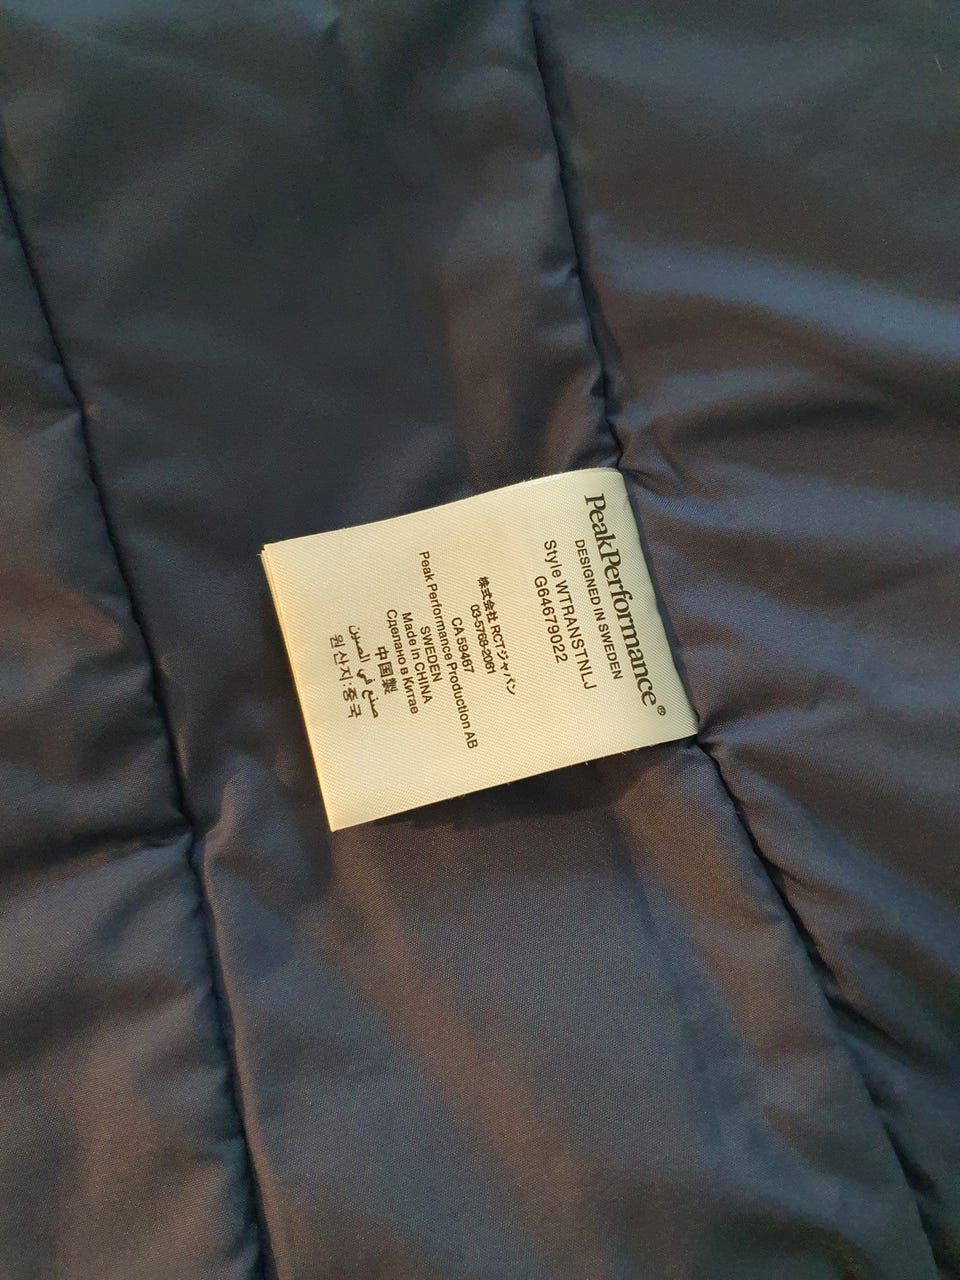 PeakPerformance®
DESIGNED IN SWEDEN
Style WTRANSTNLJ
G64679022
株式会社 RCTジャパン
03-5768-2061
CA 59467
Peak Performance Production AB
SWEDEN
Made in CHINA
Сделано в Китае
中国製
صنع في الصين
원산지:중국